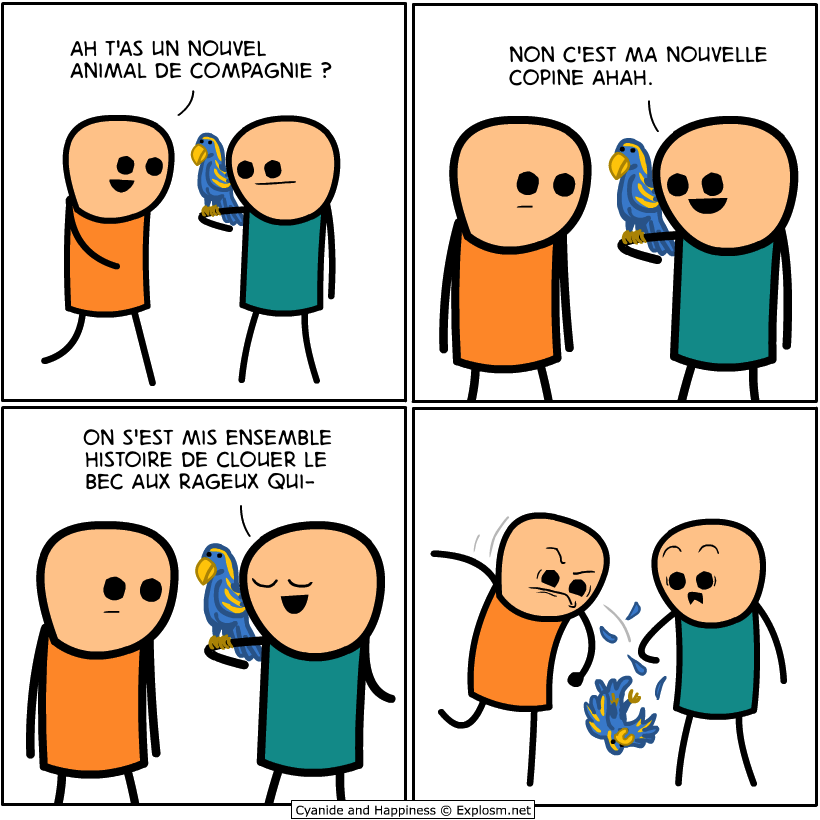 AH T'AS UN NOUVEL
ANIMAL DE COMPAGNIE ?
NON C'EST MA NOUVELLE
COPINE AHAH.
ON S'EST MIS ENSEMBLE
HISTOIRE DE CLOUER LE
BEC AUX RAGEUX QUI-
Cyanide and Happiness © Explosm.net